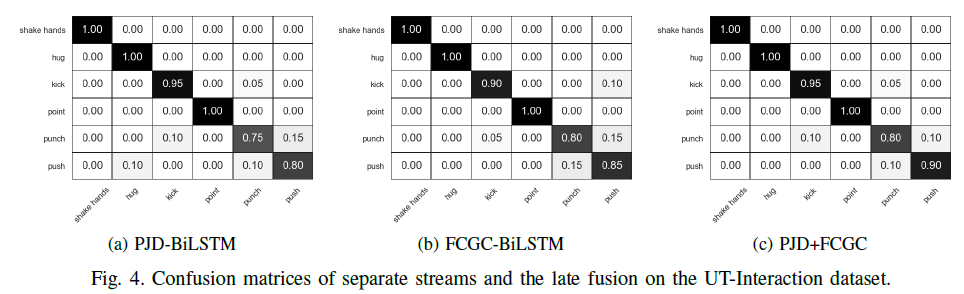 shake hands 1.00 0.00 0.00 0.00 0.00 0.00
hug 0.00 1.00 0.00 0.00 0.00 0.00
kick 0.00 0.00 0.95 0.00 0.05 0.00
point 0.00 0.00 0.00 1.00 0.00 0.00
punch 0.00 0.00 0.10 0.00 0.75 0.15
push 0.00 0.10 0.00 0.00 0.10 0.80
shake hands hug kick point punch push
(a) PJD-BiLSTM
shake hands 1.00 0.00 0.00 0.00 0.00 0.00
hug 0.00 1.00 0.00 0.00 0.00 0.00
kick 0.00 0.00 0.90 0.00 0.00 0.10
point 0.00 0.00 0.00 1.00 0.00 0.00
punch 0.00 0.00 0.05 0.00 0.80 0.15
push 0.00 0.00 0.00 0.00 0.15 0.85
shake hands hug kick point punch push
(b) FCGC-BiLSTM
shake hands 1.00 0.00 0.00 0.00 0.00 0.00
hug 0.00 1.00 0.00 0.00 0.00 0.00
kick 0.00 0.00 0.95 0.00 0.05 0.00
point 0.00 0.00 0.00 1.00 0.00 0.00
punch 0.00 0.00 0.10 0.00 0.80 0.10
push 0.00 0.00 0.00 0.00 0.10 0.90
shake hands hug kick point punch push
(c) PJD+FCGC
Fig. 4. Confusion matrices of separate streams and the late fusion on the UT-Interaction dataset.